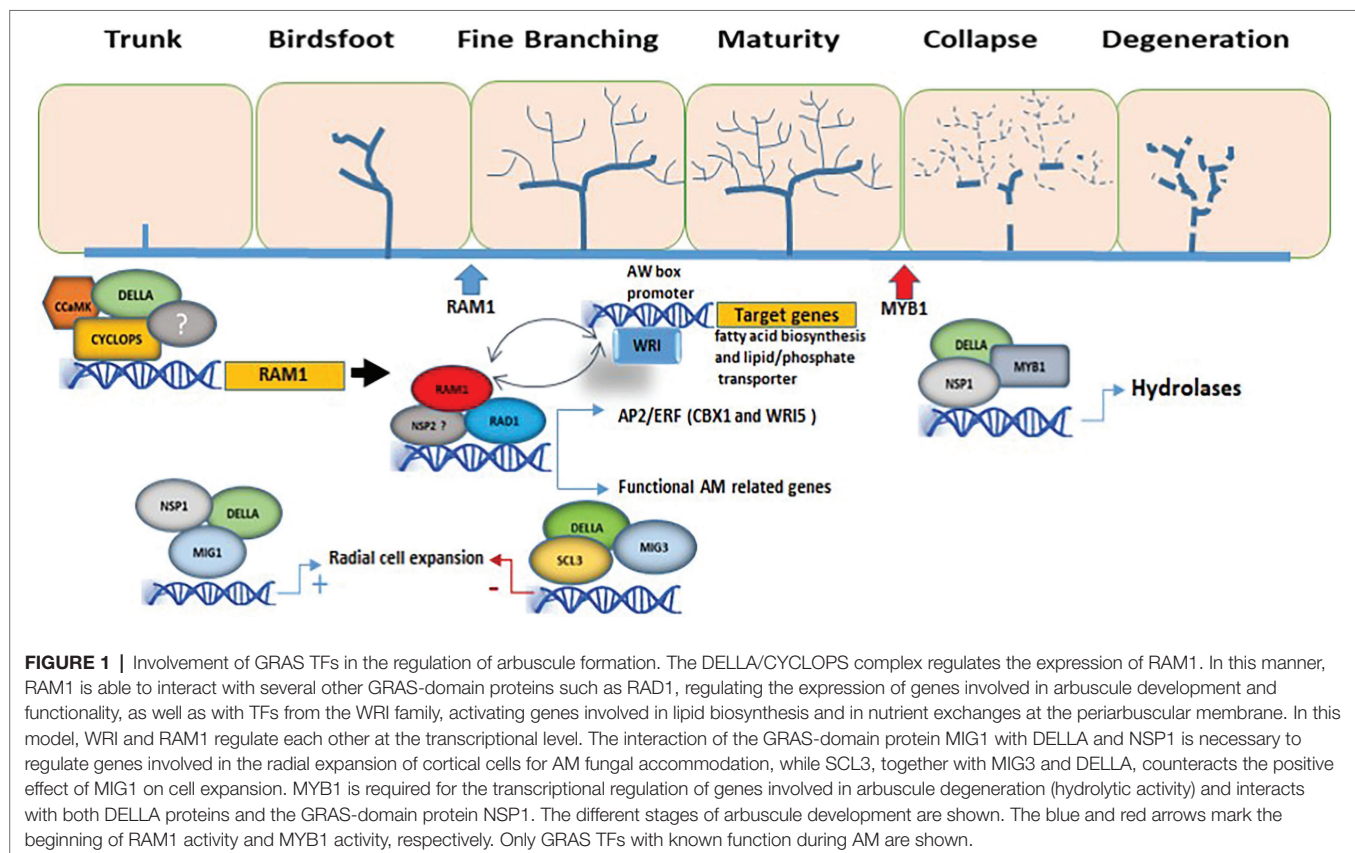 Trunk Birdsfoot Fine Branching Maturity Collapse Degeneration
RAM1
MYB1
CCaMK
DELLA
?
CYCLOPS
RAM1
AW box
promoter
WRI
Target genes
fatty acid biosynthesis
and lipid/phosphate
transporter
RAM1
NSP2 ?
RAD1
AP2/ERF (CBX1 and WRI5 )
Functional AM related genes
DELLA
NSP1
MYB1
Hydrolases
NSP1
DELLA
MIG1
+
Radial cell expansion
-
DELLA
SCL3
MIG3
FIGURE 1 | Involvement of GRAS TFs in the regulation of arbuscule formation. The DELLA/CYCLOPS complex regulates the expression of RAM1. In this manner,
RAM1 is able to interact with several other GRAS-domain proteins such as RAD1, regulating the expression of genes involved in arbuscule development and
functionality, as well as with TFs from the WRI family, activating genes involved in lipid biosynthesis and in nutrient exchanges at the periarbuscular membrane. In this
model, WRI and RAM1 regulate each other at the transcriptional level. The interaction of the GRAS-domain protein MIG1 with DELLA and NSP1 is necessary to
regulate genes involved in the radial expansion of cortical cells for AM fungal accommodation, while SCL3, together with MIG3 and DELLA, counteracts the positive
effect of MIG1 on cell expansion. MYB1 is required for the transcriptional regulation of genes involved in arbuscule degeneration (hydrolytic activity) and interacts
with both DELLA proteins and the GRAS-domain protein NSP1. The different stages of arbuscule development are shown. The blue and red arrows mark the
beginning of RAM1 activity and MYB1 activity, respectively. Only GRAS TFs with known function during AM are shown.